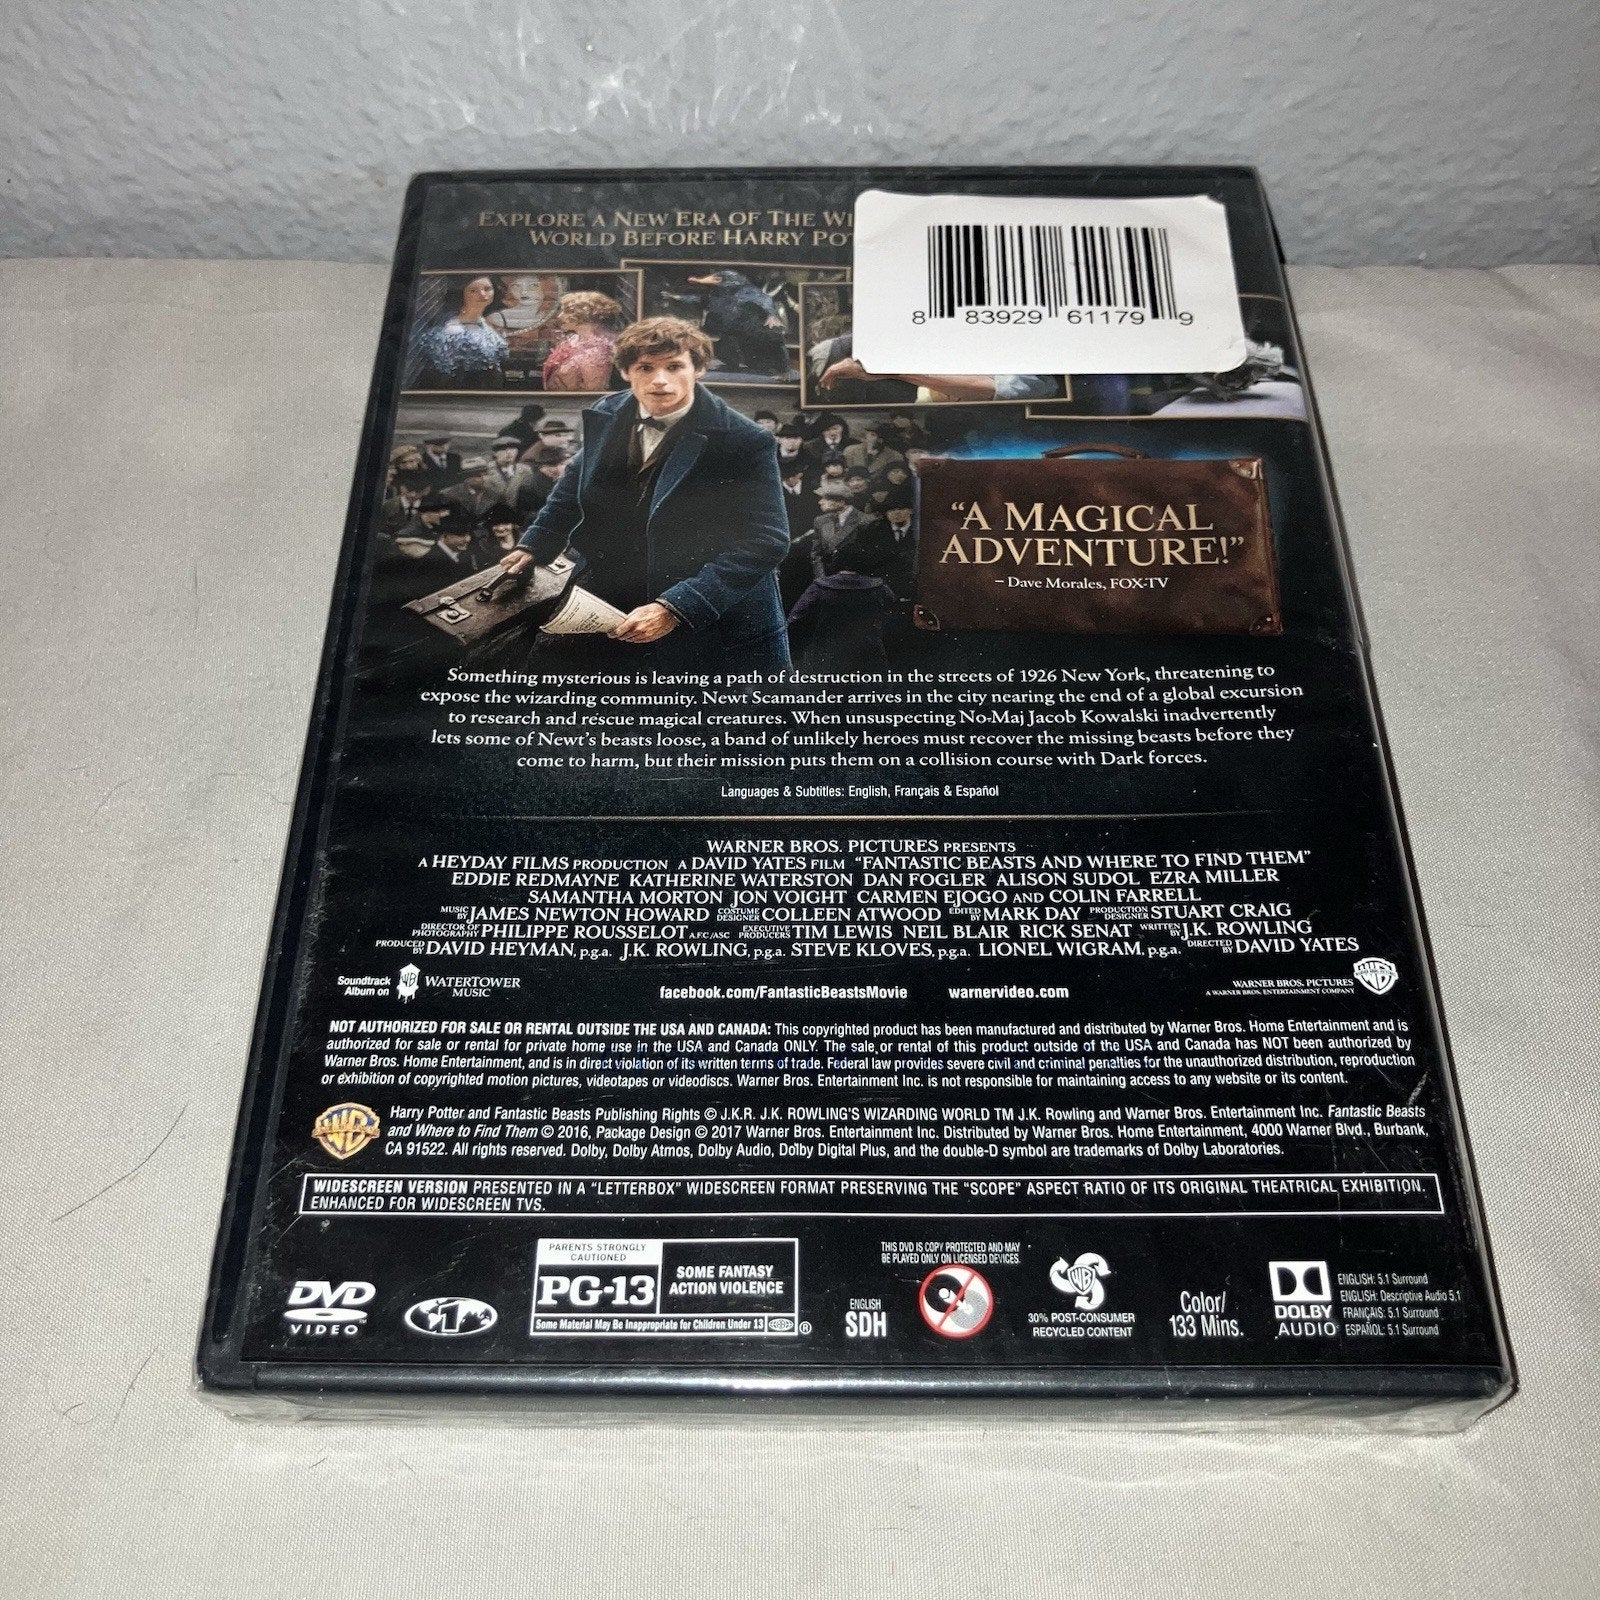 EXPLORE A NEW ERA OF THE
WORLD BEFORE HARRY
8 83929 61179 9
"A MAGICAL
ADVENTURE!"
– Dave Morales, FOX-TV
Something mysterious is leaving a path of destruction in the streets of 1926 New York, threatening to
expose the wizarding community. Newt Scamander arrives in the city nearing the end of a global excursion
to research and rescue magical creatures. When unsuspecting No-Maj Jacob Kowalski inadvertently
lets some of Newt's beasts loose, a band of unlikely heroes must recover the missing beasts before they
come to harm, but their mission puts them on a collision course with Dark forces.
Languages & Subtitles: English, Français & Español
WARNER BROS. PICTURES PRESENTS
A HEYDAY FILMS PRODUCTION A DAVID YATES FILM "FANTASTIC BEASTS AND WHERE TO FIND THEM"
EDDIE REDMAYNE KATHERINE WATERSTON DAN FOGLER ALISON SUDOL EZRA MILLER
SAMANTHA MORTON JON VOIGHT CARMEN EJOGO AND COLIN FARRELL
MUSIC BY JAMES NEWTON HOWARD COSTUME DESIGNER COLLEEN ATWOOD EDITED BY MARK DAY PRODUCTION DESIGNER STUART CRAIG
DIRECTOR OF PHOTOGRAPHY PHILIPPE ROUSSELOT A.F.C./ASC EXECUTIVE PRODUCERS TIM LEWIS NEIL BLAIR RICK SENAT WRITTEN BY J.K. ROWLING
PRODUCED BY DAVID HEYMAN, p.g.a. J.K. ROWLING, p.g.a. STEVE KLOVES, p.g.a. LIONEL WIGRAM, p.g.a. DIRECTED BY DAVID YATES
Soundtrack Album on WATERTOWER MUSIC
facebook.com/FantasticBeastsMovie warnervideo.com
WARNER BROS. PICTURES
A WARNER BROS. ENTERTAINMENT COMPANY
NOT AUTHORIZED FOR SALE OR RENTAL OUTSIDE THE USA AND CANADA: This copyrighted product has been manufactured and distributed by Warner Bros. Home Entertainment and is
authorized for sale or rental for private home use in the USA and Canada ONLY. The sale or rental of this product outside of the USA and Canada has NOT been authorized by
Warner Bros. Home Entertainment, and is in direct violation of its written terms of trade. Federal law provides severe civil and criminal penalties for the unauthorized distribution, reproduction
or exhibition of copyrighted motion pictures, videotapes or videodiscs. Warner Bros. Entertainment Inc. is not responsible for maintaining access to any website or its content.
Harry Potter and Fantastic Beasts Publishing Rights © J.K.R. J.K. ROWLING'S WIZARDING WORLD TM J.K. Rowling and Warner Bros. Entertainment Inc. Fantastic Beasts
and Where to Find Them © 2016, Package Design © 2017 Warner Bros. Entertainment Inc. Distributed by Warner Bros. Home Entertainment, 4000 Warner Blvd., Burbank,
CA 91522. All rights reserved. Dolby, Dolby Atmos, Dolby Audio, Dolby Digital Plus, and the double-D symbol are trademarks of Dolby Laboratories.
WIDESCREEN VERSION PRESENTED IN A "LETTERBOX" WIDESCREEN FORMAT PRESERVING THE "SCOPE" ASPECT RATIO OF ITS ORIGINAL THEATRICAL EXHIBITION.
ENHANCED FOR WIDESCREEN TVS.
DVD
VIDEO
1
PARENTS STRONGLY CAUTIONED
PG-13
SOME FANTASY
ACTION VIOLENCE
Some Material May Be Inappropriate for Children Under 13
ENGLISH
SDH
THIS DVD IS COPY PROTECTED AND MAY
BE PLAYED ONLY ON LICENSED DEVICES.
30% POST-CONSUMER
RECYCLED CONTENT
Color/
133 Mins.
DOLBY
AUDIO
ENGLISH: 5.1 Surround
ENGLISH: Descriptive Audio 5.1
FRANÇAIS: 5.1 Surround
ESPAÑOL: 5.1 Surround